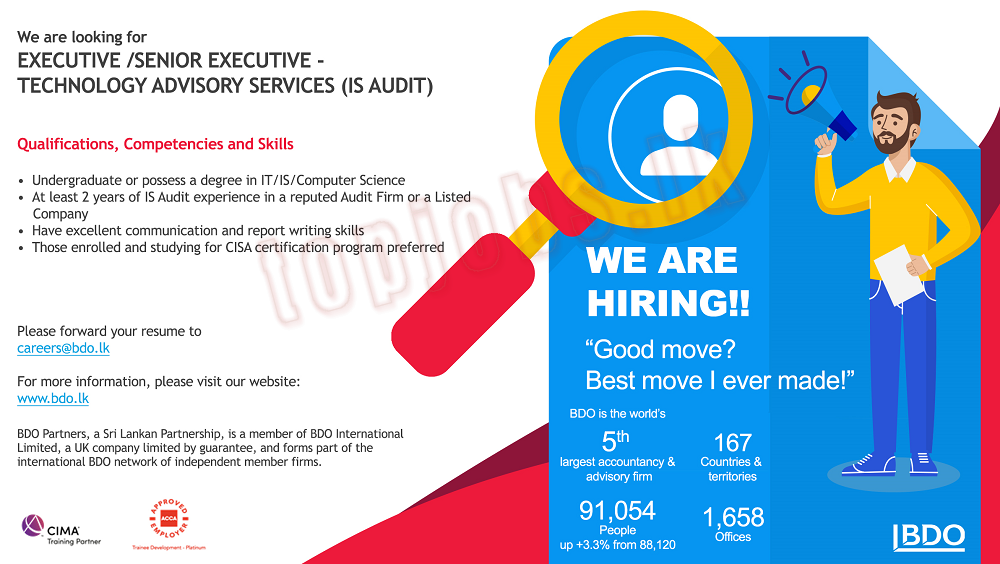 We are looking for
EXECUTIVE /SENIOR EXECUTIVE -
TECHNOLOGY ADVISORY SERVICES (IS AUDIT)
Qualifications, Competencies and Skills
• Undergraduate or possess a degree in IT/IS/Computer Science
• At least 2 years of IS Audit experience in a reputed Audit Firm or a Listed
Company
• Have excellent communication and report writing skills
• Those enrolled and studying for CISA certification program preferred
Please forward your resume to
careers@bdo.lk
For more information, please visit our website:
www.bdo.lk
BDO Partners, a Sri Lankan Partnership, is a member of BDO International
Limited, a UK company limited by guarantee, and forms part of the
international BDO network of independent member firms.
CIMA
Training Partner
APPROVED
ACCA
EMPLOYER
Trainee Development - Platinum
topjobs.lk
WE ARE
HIRING!!
“Good move?
Best move I ever made!”
BDO is the world's
5th
largest accountancy &
advisory firm
167
Countries &
territories
91,054
People
up +3.3% from 88,120
1,658
Offices
BDO